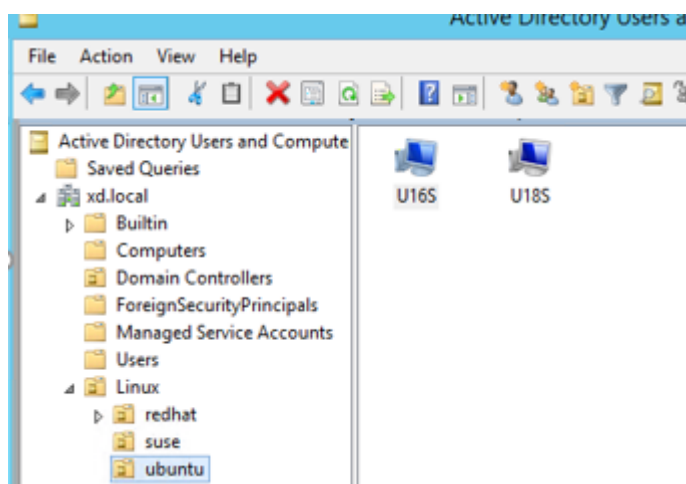 Active Directory Users a
File Action View Help
Active Directory Users and Compute
Saved Queries
xd.local
Builtin
Computers
Domain Controllers
ForeignSecurityPrincipals
Managed Service Accounts
Users
Linux
redhat
suse
ubuntu
U16S U18S